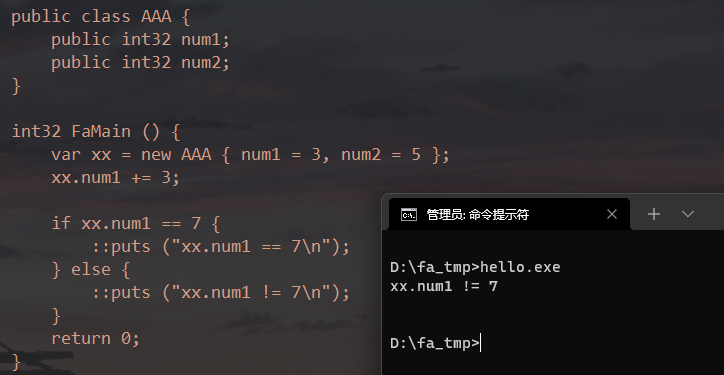 public class AAA {
    public int32 num1;
    public int32 num2;
}
int32 FaMain () {
    var xx = new AAA { num1 = 3, num2 = 5 };
    xx.num1 += 3;
    if xx.num1 == 7 {
        ::puts ("xx.num1 == 7\n");
    } else {
        ::puts ("xx.num1 != 7\n");
    }
    return 0;
}
管理员: 命令提示符
D:\fa_tmp>hello.exe
xx.num1 != 7
D:\fa_tmp>